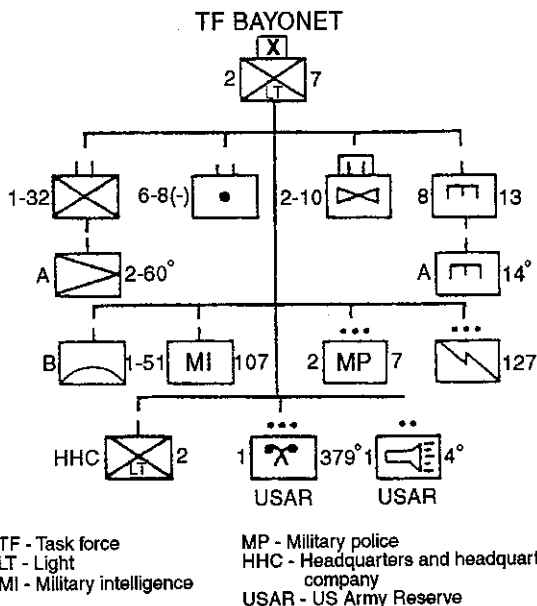 TF BAYONET
X
2 LT 7
1-32 6-8(-) 2-10 8 13
A 2-60° A 14°
B 1-51 MI 107 2 MP 7 127
HHC LT 2 1 379° 1 4°
USAR USAR
TF - Task force
LT - Light
MI - Military intelligence
MP - Military police
HHC - Headquarters and headquart
company
USAR - US Army Reserve